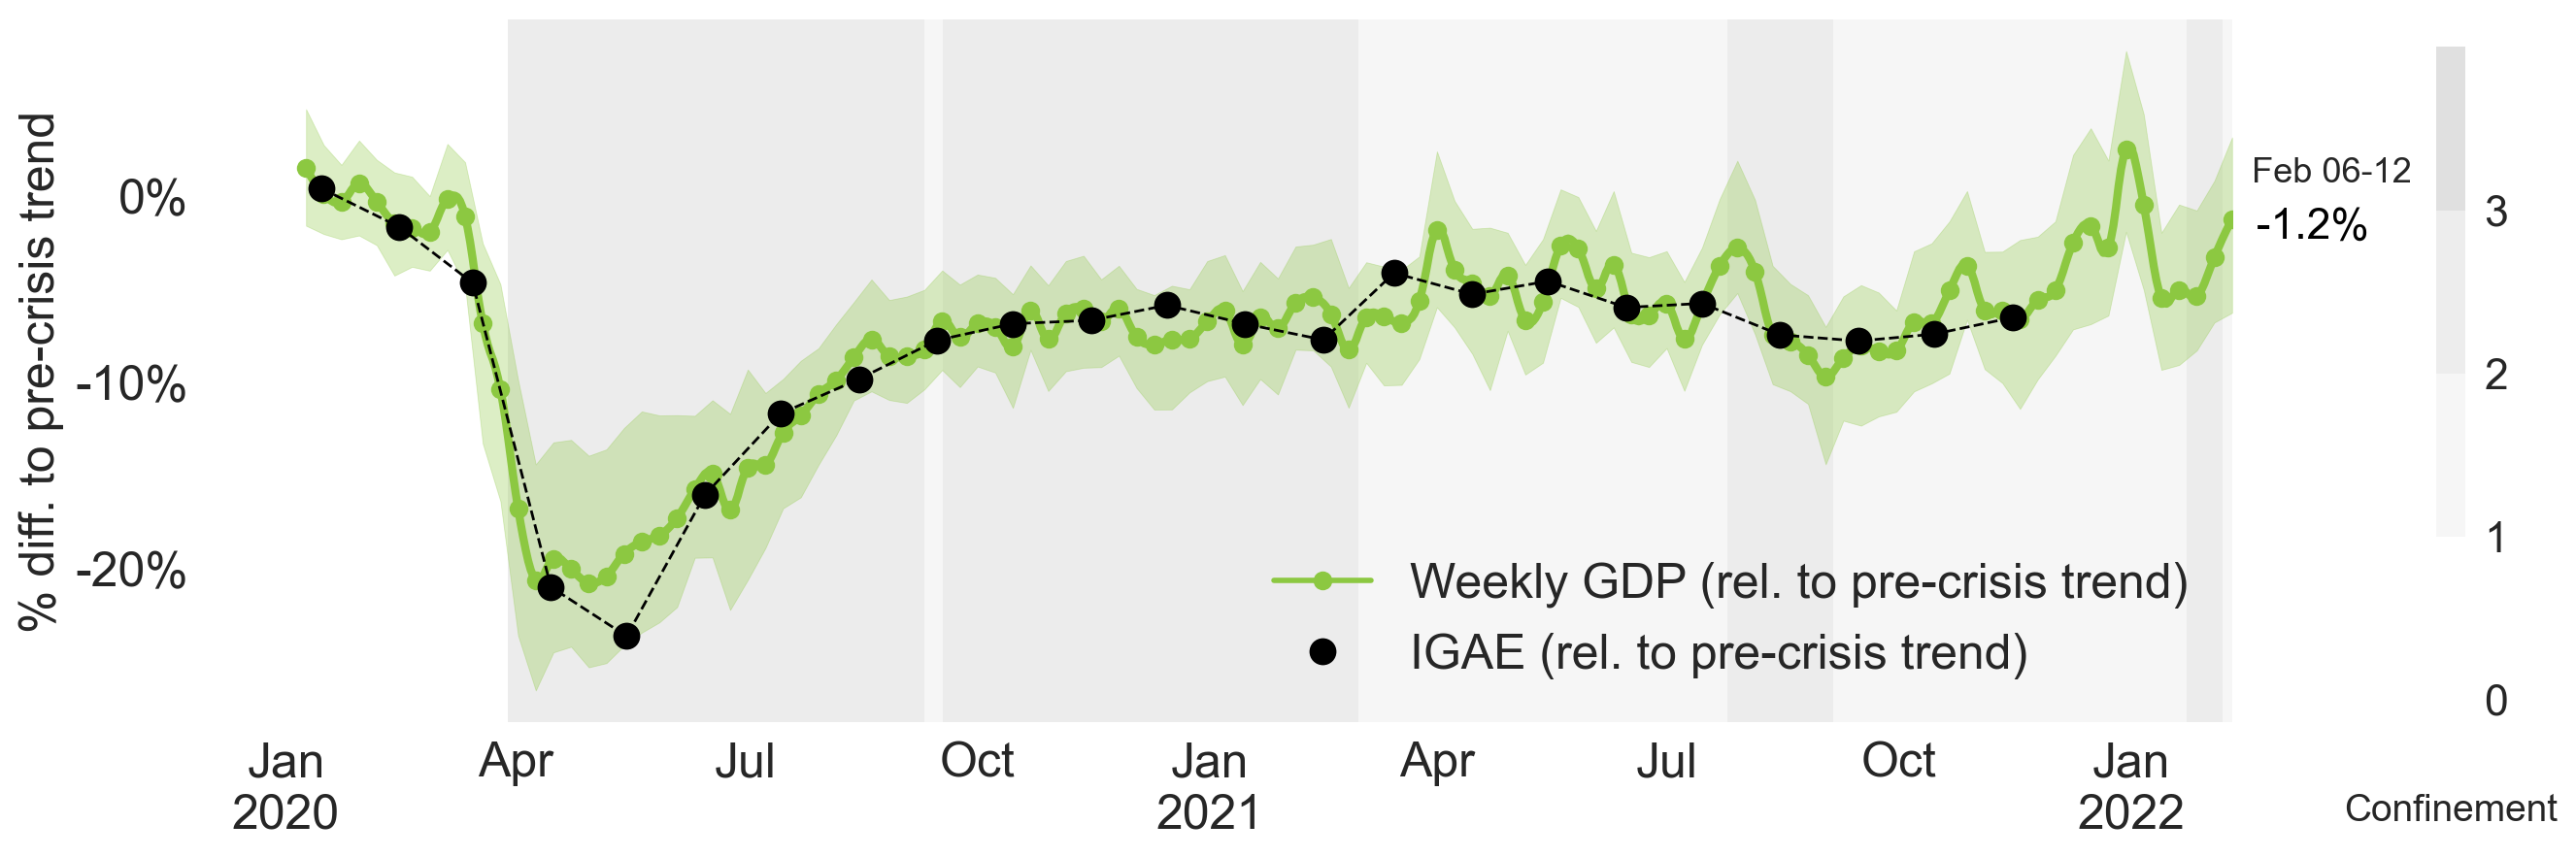 % diff. to pre-crisis trend
0%
-10%
-20%
Feb 06-12
-1.2%
Weekly GDP (rel. to pre-crisis trend)
IGAE (rel. to pre-crisis trend)
3
2
1
0
Jan Apr Jul Oct Jan Apr Jul Oct Jan
2020 2021 2022
Confinement